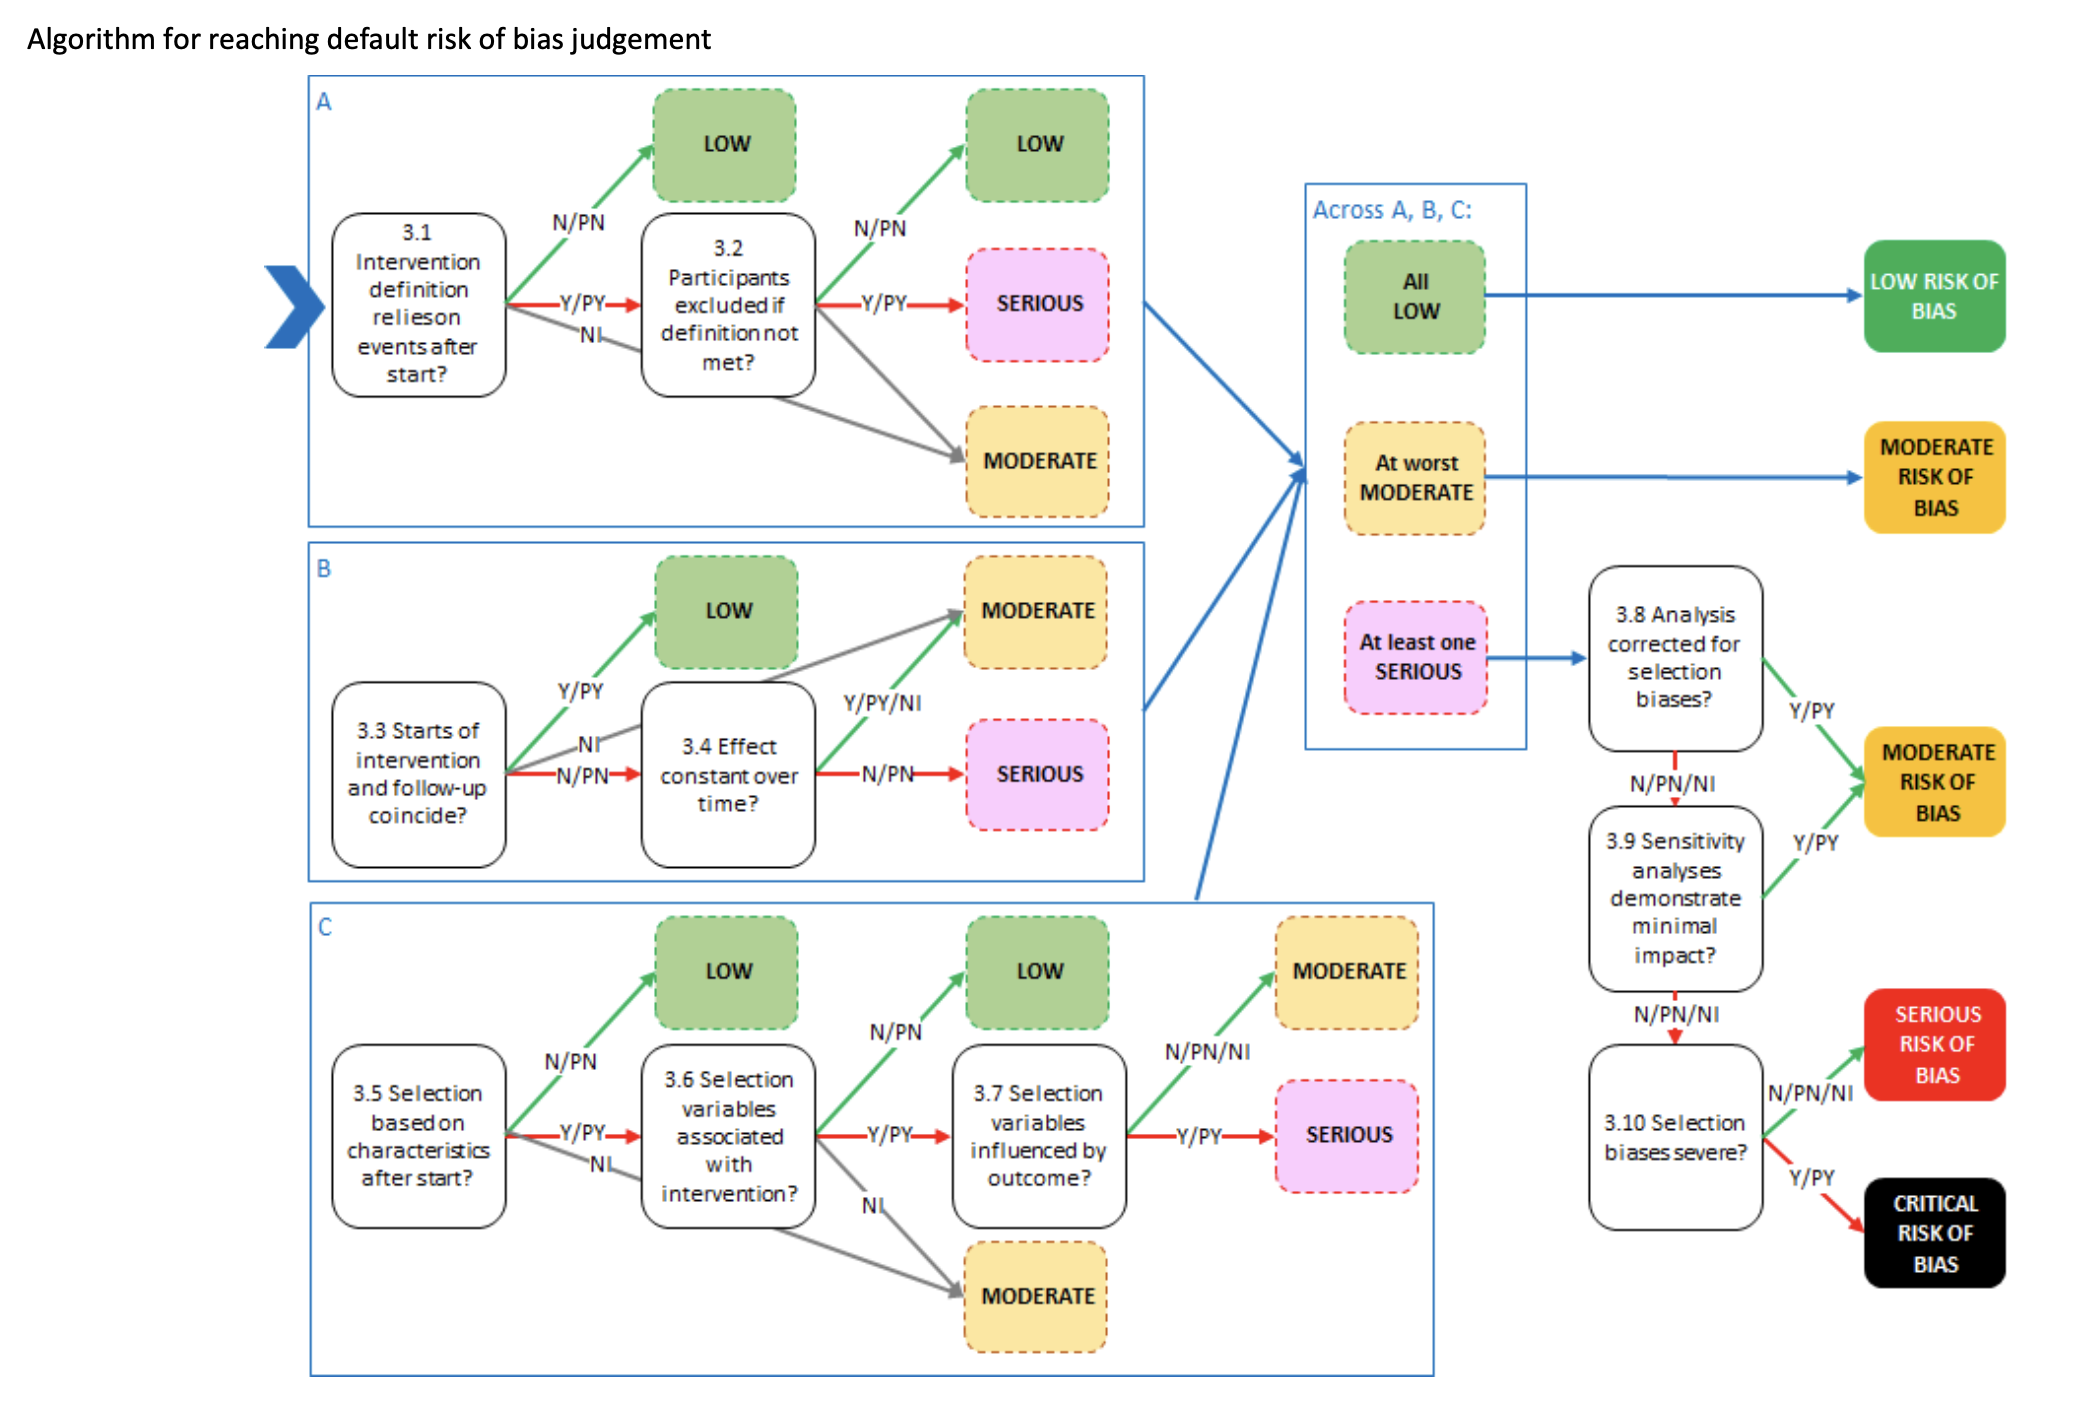 Algorithm for reaching default risk of bias judgement
A
3.1
Intervention
definition
relieson
events after
start?
N/PN
Y/PY
NI
LOW
3.2
Participants
excluded if
definition not
met?
N/PN
Y/PY
LOW
SERIOUS
MODERATE
B
3.3 Starts of
intervention
and follow-up
coincide?
Y/PY
NI
N/PN
LOW
3.4 Effect
constant over
time?
Y/PY/NI
N/PN
MODERATE
SERIOUS
C
3.5 Selection
based on
characteristics
after start?
N/PN
Y/PY
NI
LOW
3.6 Selection
variables
associated
with
intervention?
N/PN
Y/PY
NI
LOW
3.7 Selection
variables
influenced by
outcome?
MODERATE
N/PN/NI
Y/PY
MODERATE
SERIOUS
Across A, B, C:
All
LOW
At worst
MODERATE
At least one
SERIOUS
LOW RISK OF
BIAS
MODERATE
RISK OF
BIAS
3.8 Analysis
corrected for
selection
biases?
Y/PY
N/PN/NI
MODERATE
RISK OF
BIAS
3.9 Sensitivity
analyses
demonstrate
minimal
impact?
Y/PY
N/PN/NI
3.10 Selection
biases severe?
N/PN/NI
Y/PY
SERIOUS
RISK OF
BIAS
CRITICAL
RISK OF
BIAS